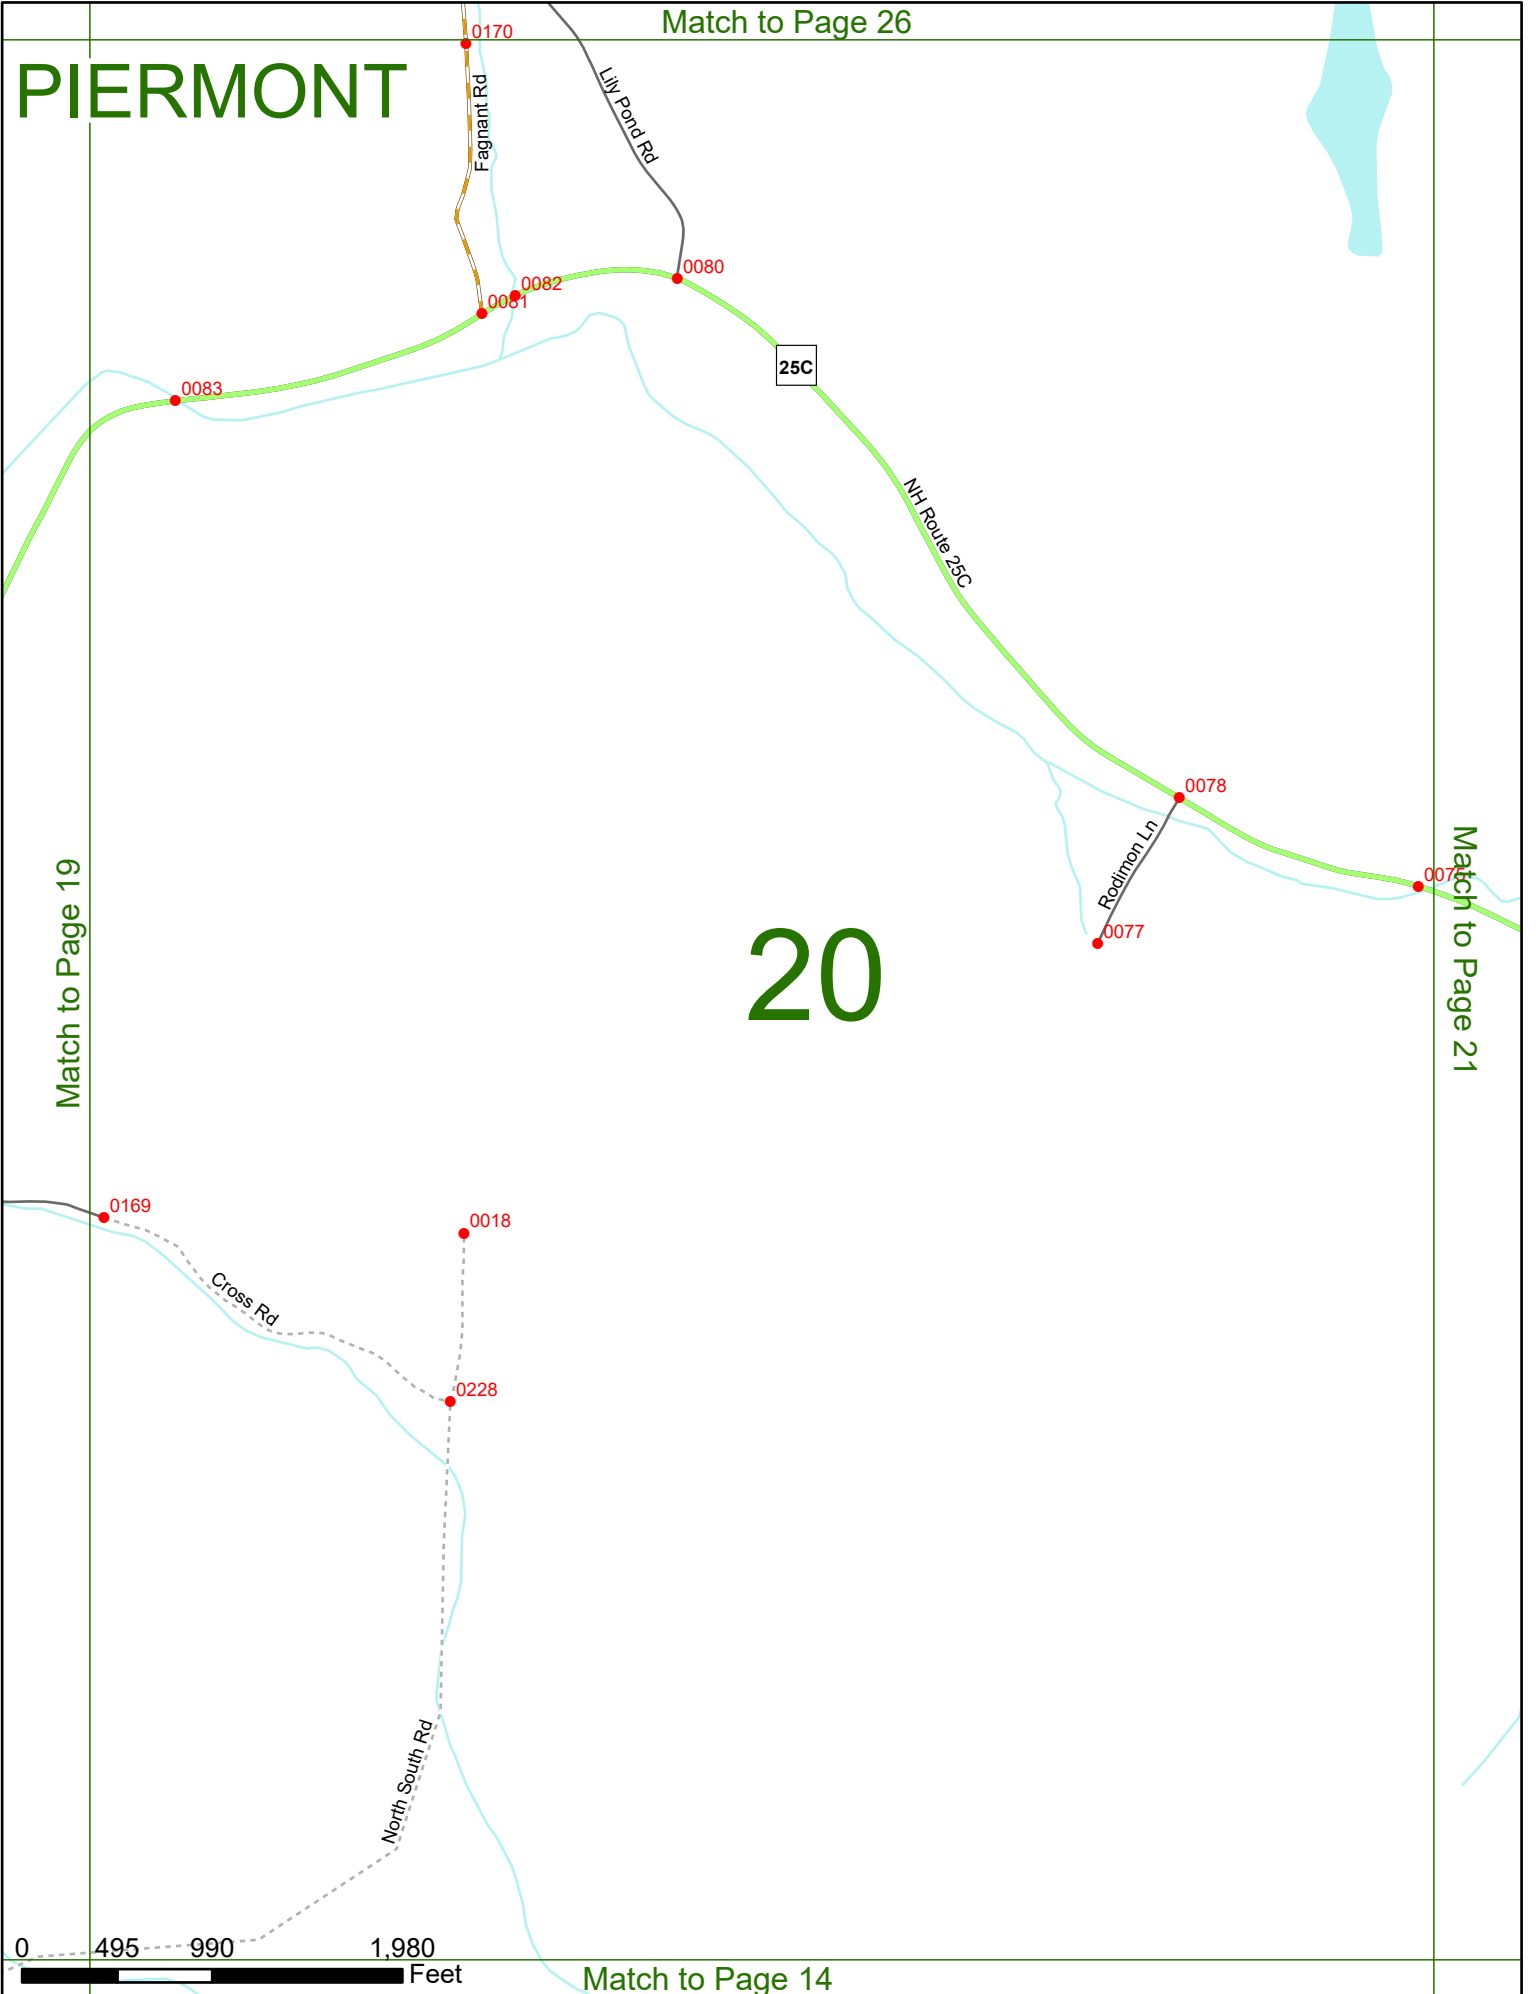 Match to Page 26
0170
PIERMONT
Fagnant Rd
Lily Pond Rd
0080
0082
0081
25C
0083
NH Route 25C
0078
Rodimon Ln
0075
0077
Match to Page 19
20
Match to Page 21
0169
0018
Cross Rd
0228
North South Rd
0 495 990 1,980
Feet
Match to Page 14